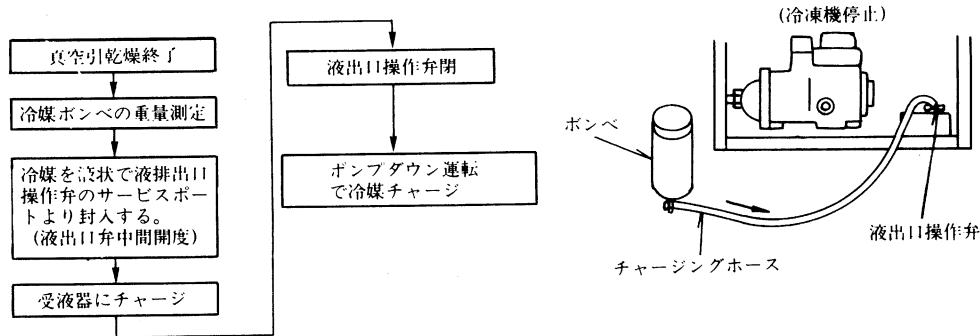 真空引乾燥終了
冷媒ボンベの重量測定
冷媒を液状で液排出口
操作弁のサービスポー
トより封入する。
(液出口弁中間開度)
受液器にチャージ
液出口操作弁閉
ポンプダウン運転
で冷媒チャージ
(冷凍機停止)
ボンベ
チャージングホース
液出口操作弁